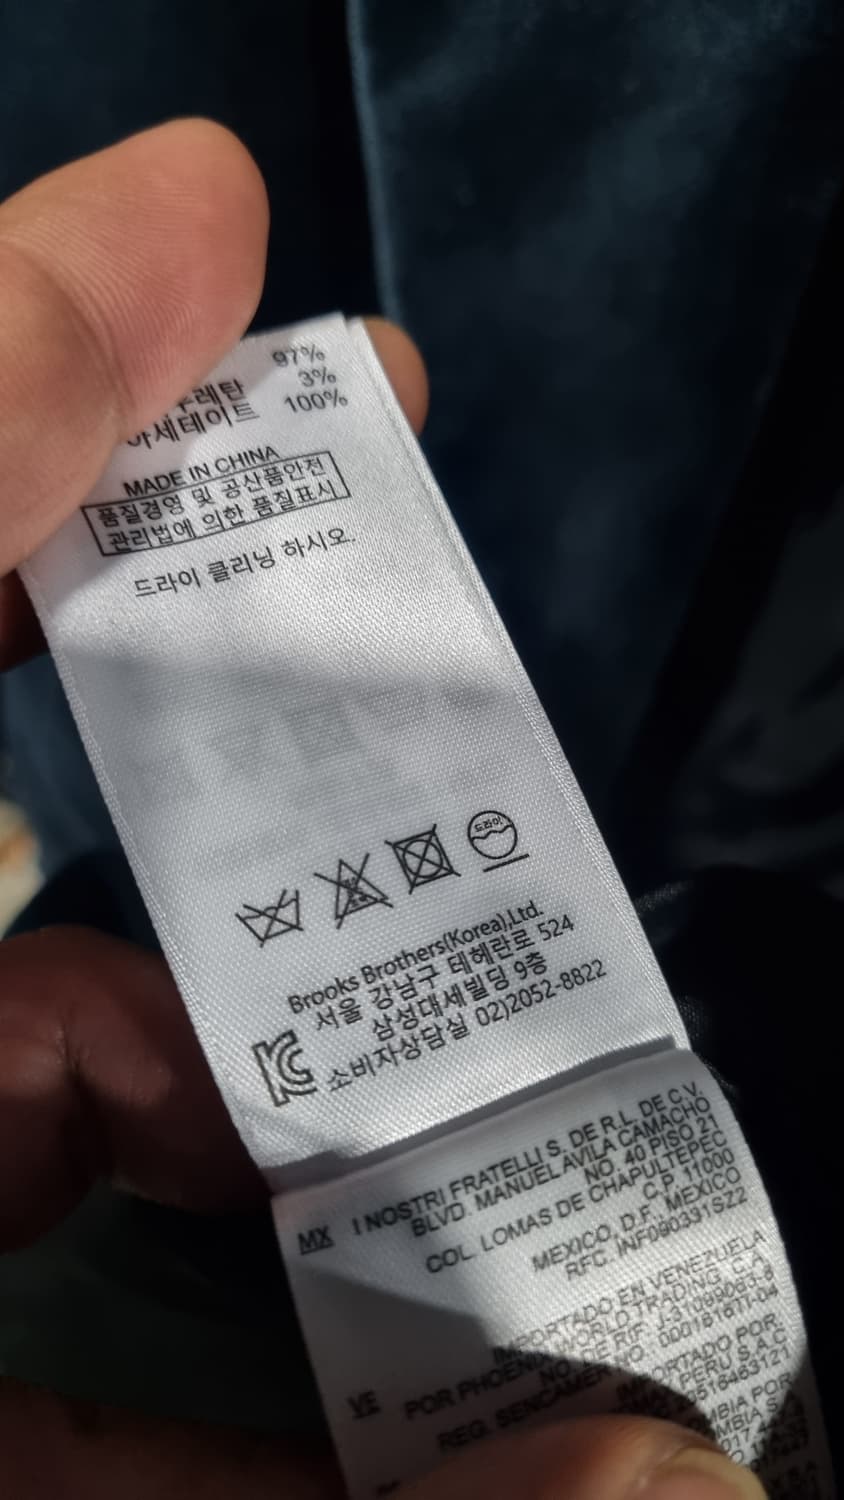 97%
우레탄 3%
아세테이트 100%
MADE IN CHINA
품질경영 및 공산품안전
관리법에 의한 품질표시
드라이 클리닝 하시오.
드라이
Brooks Brothers(Korea),Ltd.
서울 강남구 테헤란로 524
삼성대세빌딩 9층
소비자상담실 02)2052-8822
MX I NOSTRI FRATELLI S. DE R.L. DE C.V.
BLVD. MANUEL AVILA CAMACHO
NO. 40 PISO 21
COL. LOMAS DE CHAPULTEPEC
C.P. 11000
MEXICO, D.F., MEXICO
RFC. INF090331SZ2
VE IMPORTADO EN VENEZUELA
POR PHOENIX WORLD TRADING, C.A.
NO. DE RIF: J-31099063-8
REG. SENCAMER NO.
IMPORTADO POR:
PERU S.A.C